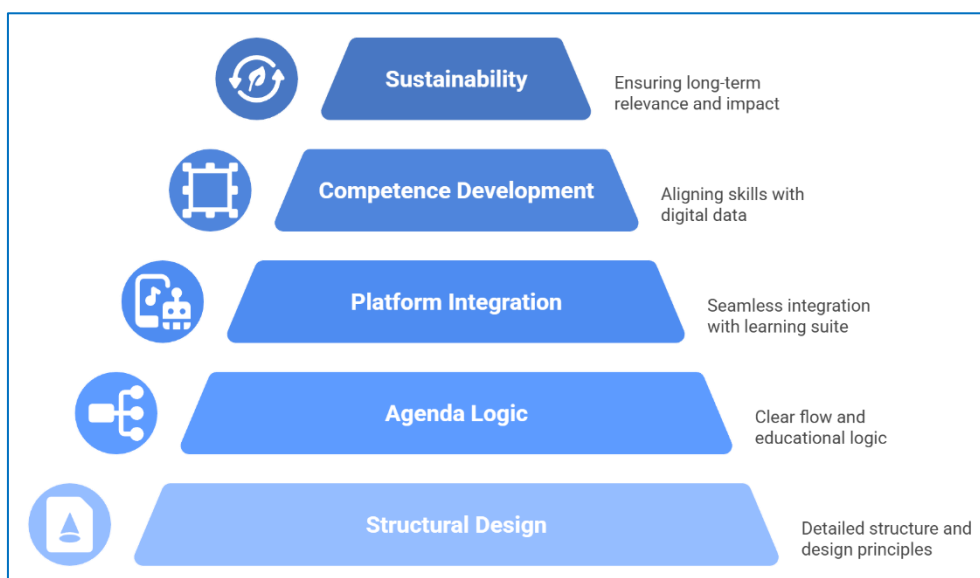 Sustainability
Ensuring long-term
relevance and impact
Competence Development
Aligning skills with
digital data
Platform Integration
Seamless integration
with learning suite
Agenda Logic
Clear flow and
educational logic
Structural Design
Detailed structure and
design principles